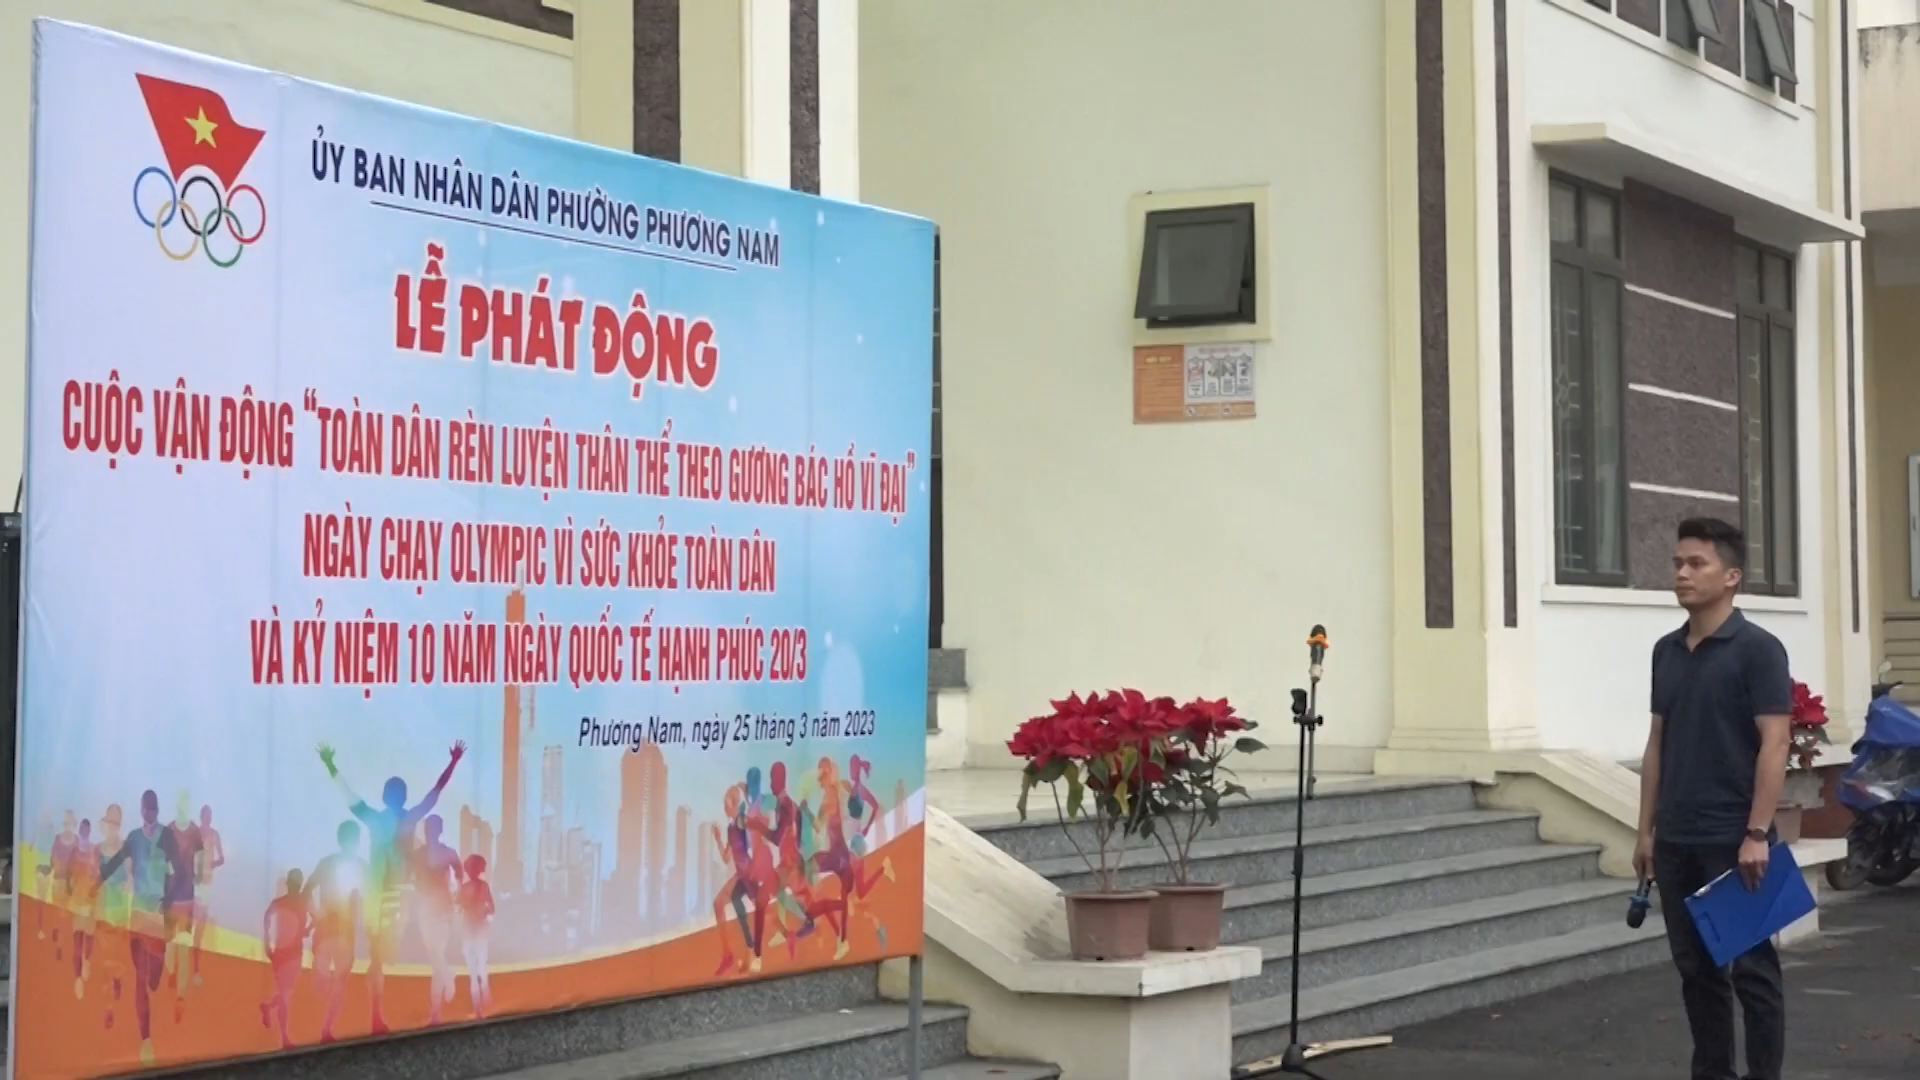 ỦY BAN NHÂN DÂN PHƯỜNG PHƯƠNG NAM
LỄ PHÁT ĐỘNG
CUỘC VẬN ĐỘNG “TOÀN DÂN RÈN LUYỆN THÂN THỂ THEO GƯƠNG BÁC HỒ VĨ ĐẠI”
NGÀY CHẠY OLYMPIC VÌ SỨC KHỎE TOÀN DÂN
VÀ KỶ NIỆM 10 NĂM NGÀY QUỐC TẾ HẠNH PHÚC 20/3
Phương Nam, ngày 25 tháng 3 năm 2023